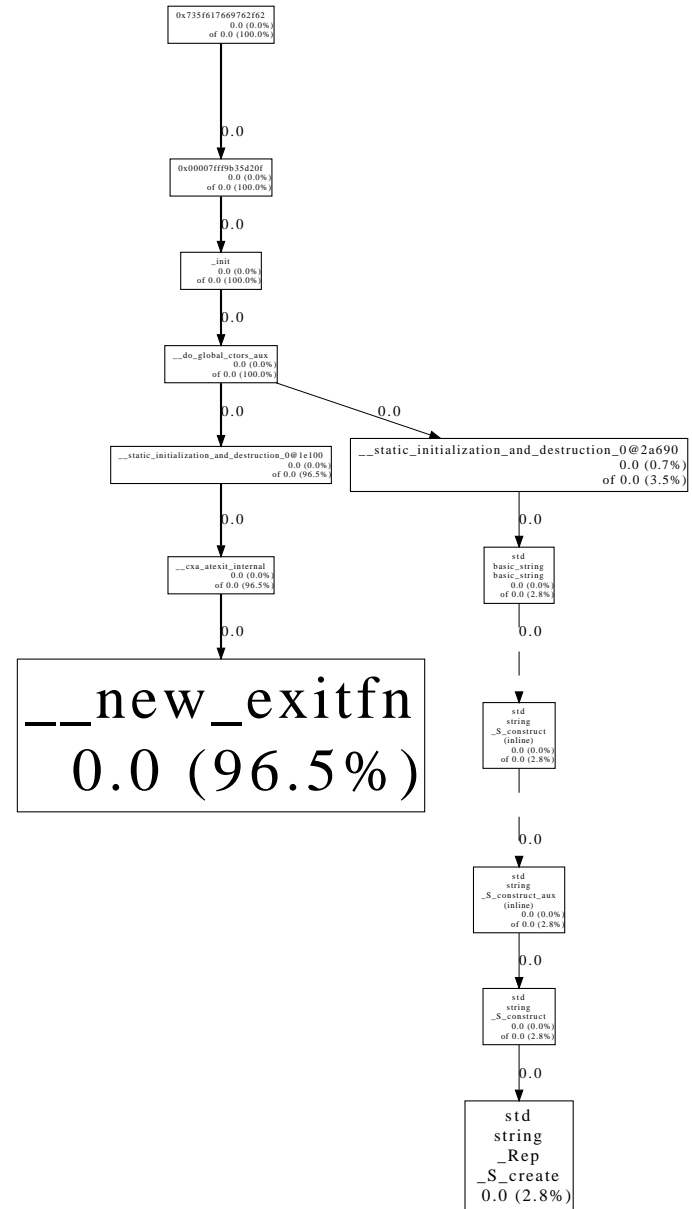 0x735f617669762f62
0.0 (0.0%)
of 0.0 (100.0%)
0.0
0x00007fff9b35d20f
0.0 (0.0%)
of 0.0 (100.0%)
0.0
_init
0.0 (0.0%)
of 0.0 (100.0%)
0.0
__do_global_ctors_aux
0.0 (0.0%)
of 0.0 (100.0%)
0.0
0.0
__static_initialization_and_destruction_0@1e100
0.0 (0.0%)
of 0.0 (96.5%)
0.0
__cxa_atexit_internal
0.0 (0.0%)
of 0.0 (96.5%)
0.0
__new_exitfn
0.0 (96.5%)
__static_initialization_and_destruction_0@2a690
0.0 (0.7%)
of 0.0 (3.5%)
0.0
std
basic_string
basic_string
0.0 (0.0%)
of 0.0 (2.8%)
0.0
std
string
_S_construct
(inline)
0.0 (0.0%)
of 0.0 (2.8%)
0.0
std
string
_S_construct_aux
(inline)
0.0 (0.0%)
of 0.0 (2.8%)
0.0
std
string
_S_construct
0.0 (0.0%)
of 0.0 (2.8%)
0.0
std
string
_Rep
_S_create
0.0 (2.8%)